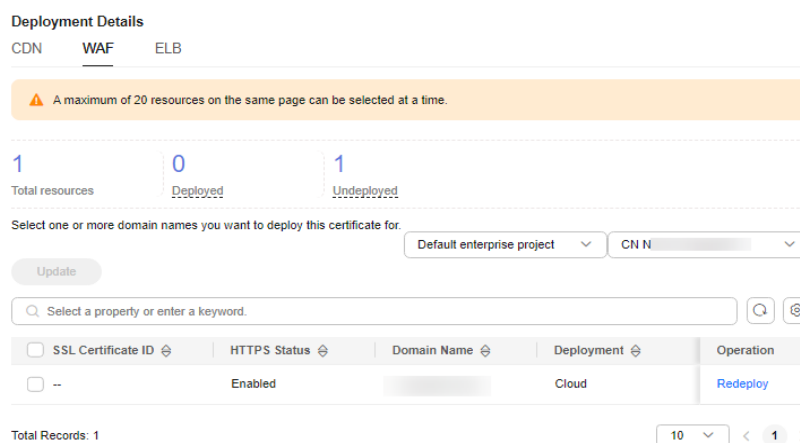 Deployment Details
CDN WAF ELB
A maximum of 20 resources on the same page can be selected at a time.
1 0 1
Total resources Deployed Undeployed
Select one or more domain names you want to deploy this certificate for.
Default enterprise project CN N
Update
Select a property or enter a keyword.
SSL Certificate ID HTTPS Status Domain Name Deployment Operation
-- Enabled Cloud Redeploy
Total Records: 1 10 < 1